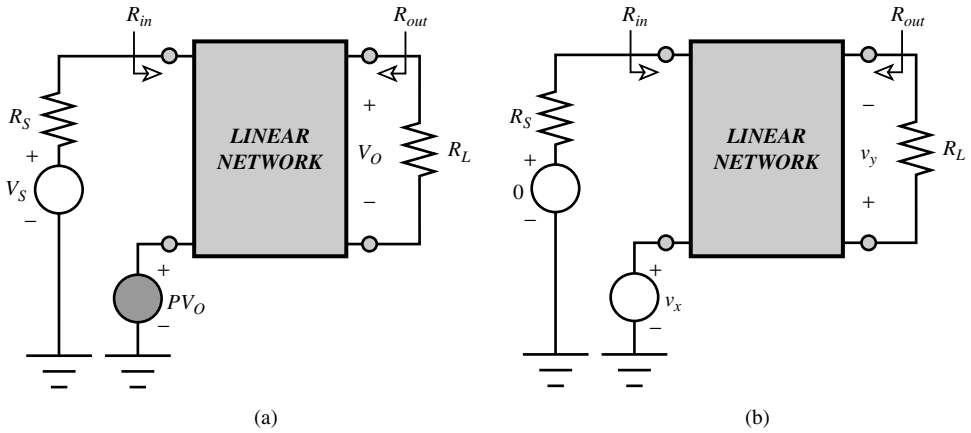 R_in
R_out
R_S
+
V_S
−
LINEAR
NETWORK
+
V_O
−
R_L
+
PV_O
−
(a)
R_in
R_out
R_S
+
0
−
LINEAR
NETWORK
−
v_y
+
R_L
+
v_x
−
(b)